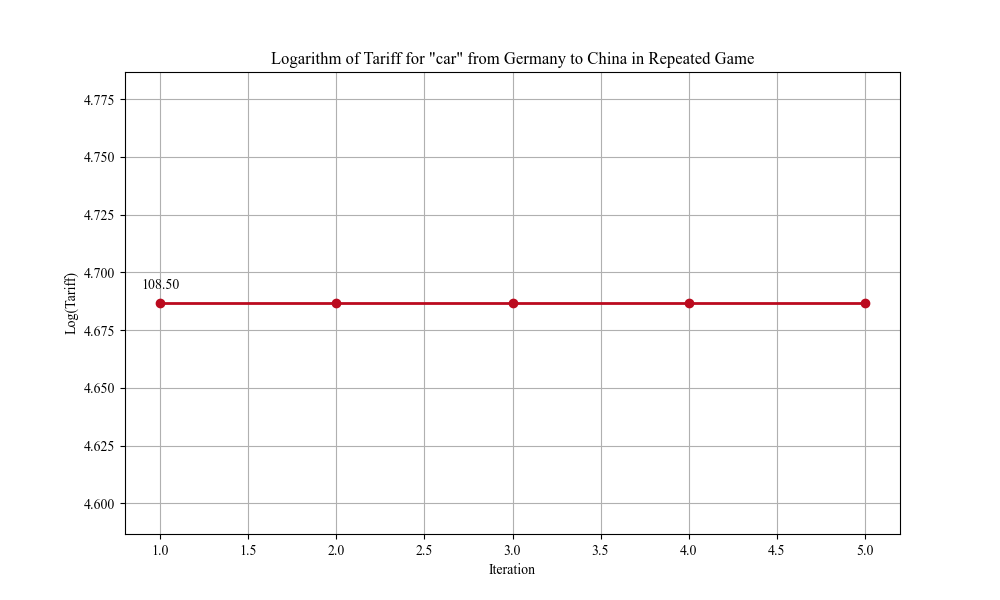 Logarithm of Tariff for "car" from Germany to China in Repeated Game
4.775
4.750
4.725
4.700
4.675
4.650
4.625
4.600
Log(Tariff)
108.50
1.0 1.5 2.0 2.5 3.0 3.5 4.0 4.5 5.0
Iteration